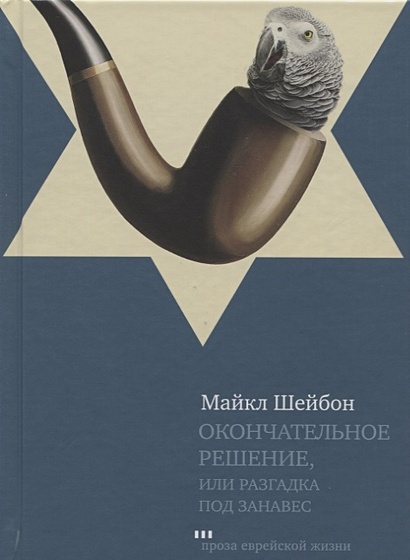 Майкл Шейбон
ОКОНЧАТЕЛЬНОЕ
РЕШЕНИЕ,
ИЛИ РАЗГАДКА
ПОД ЗАНАВЕС
проза еврейской жизни